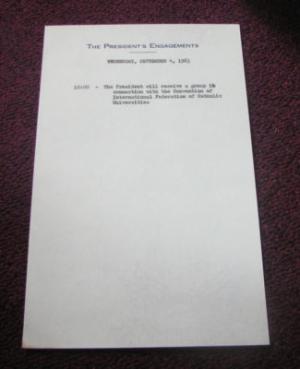 THE PRESIDENT'S ENGAGEMENTS
WEDNESDAY, SEPTEMBER 4, 1963
10:00 - The President will receive a group in
connection with the Convention of
International Federation of Catholic
Universities